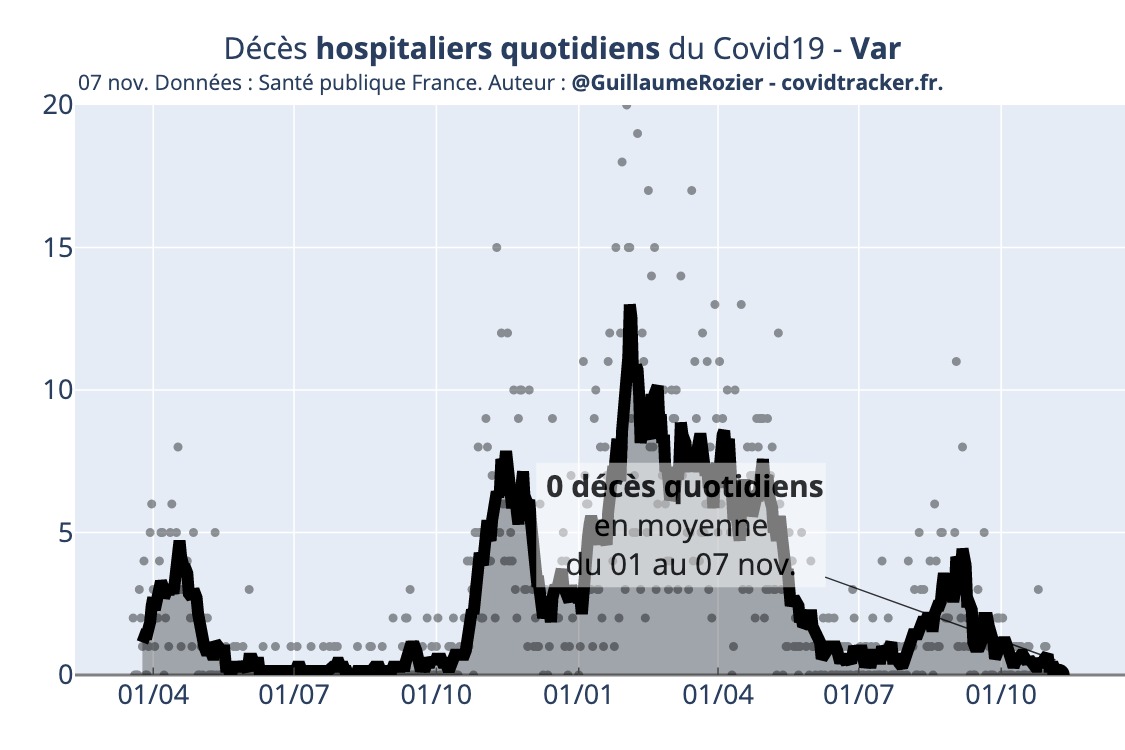 Décès hospitaliers quotidiens du Covid19 - Var
07 nov. Données : Santé publique France. Auteur : @GuillaumeRozier - covidtracker.fr.
20
15
10
5
0
0 décès quotidiens
en moyenne
du 01 au 07 nov.
01/04 01/07 01/10 01/01 01/04 01/07 01/10